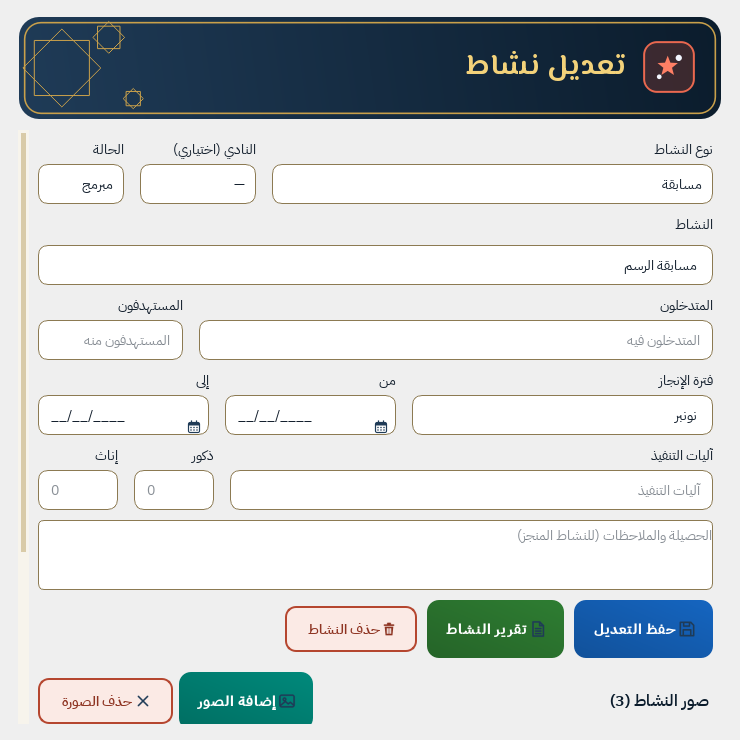 تعديل نشاط
نوع النشاط النادي (اختياري) الحالة
مسابقة — مبرمج
النشاط
مسابقة الرسم
المتدخلون المستهدفون
المتدخلون فيه المستهدفون منه
فترة الإنجاز من إلى
نونبر __/__/____ __/__/____
آليات التنفيذ ذكور إناث
آليات التنفيذ 0 0
الحصيلة والملاحظات (للنشاط المنجز)
حفظ التعديل تقرير النشاط حذف النشاط
صور النشاط (3) إضافة الصور حذف الصورة